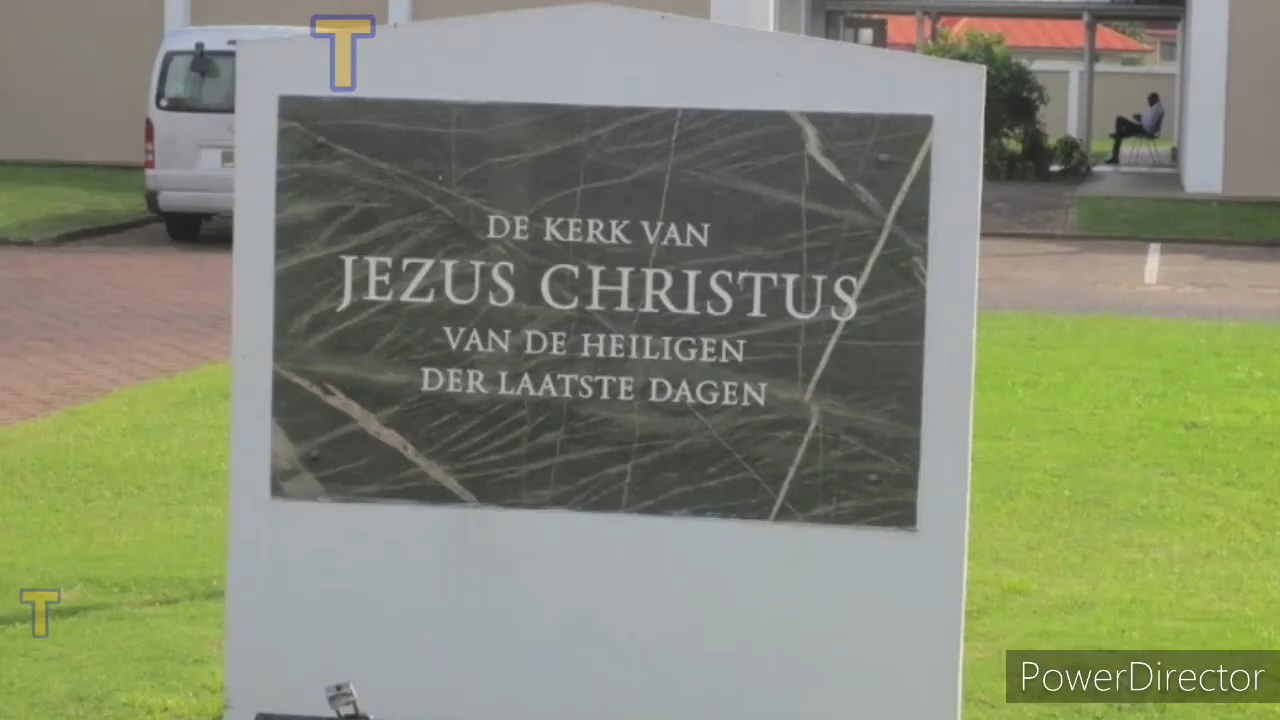 T
DE KERK VAN
JEZUS CHRISTUS
VAN DE HEILIGEN
DER LAATSTE DAGEN
T
PowerDirector